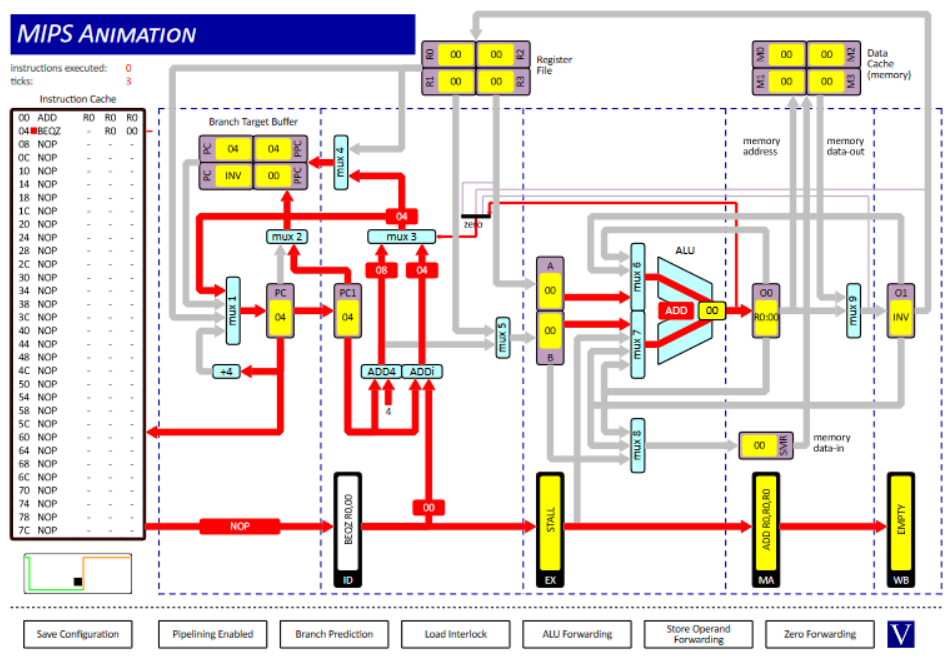 MIPS ANIMATION
instructions executed: 0
ticks: 3
Instruction Cache
00 ADD R0 R0 R0
04 BEQZ - R0 00
08 NOP - - -
0C NOP - - -
10 NOP - - -
14 NOP - - -
18 NOP - - -
1C NOP - - -
20 NOP - - -
24 NOP - - -
28 NOP - - -
2C NOP - - -
30 NOP - - -
34 NOP - - -
38 NOP - - -
3C NOP - - -
40 NOP - - -
44 NOP - - -
48 NOP - - -
4C NOP - - -
50 NOP - - -
54 NOP - - -
58 NOP - - -
5C NOP - - -
60 NOP - - -
64 NOP - - -
68 NOP - - -
6C NOP - - -
70 NOP - - -
74 NOP - - -
78 NOP - - -
7C NOP - - -
R0 00 00 R2
R1 00 00 R3
Register
File
M0 00 00 M2
M1 00 00 M3
Data
Cache
(memory)
Branch Target Buffer
PC 04 04 PPC
PC INV 00 PPC
mux 4
memory
address
memory
data-out
04
zero
mux 2
mux 3
08
04
mux 1
PC
04
PC1
04
+4
ADD4
ADDi
4
mux 5
A
00
00
B
mux 6
mux 7
ALU
ADD
00
O0
R0:00
mux 9
O1
INV
mux 8
00 SMR
memory
data-in
00
NOP
BEQZ R0,00
ID
STALL
EX
ADD R0,R0,R0
MA
EMPTY
WB
Save Configuration
Pipelining Enabled
Branch Prediction
Load Interlock
ALU Forwarding
Store Operand
Forwarding
Zero Forwarding
V